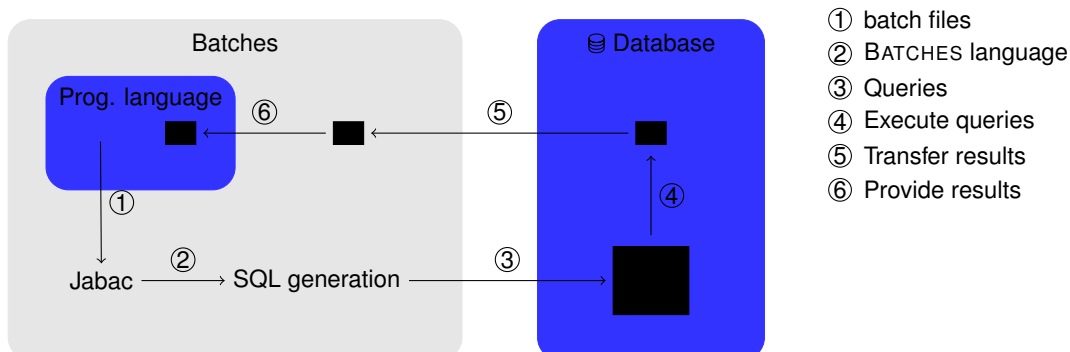 Batches
Database
Prog. language
⑥
⑤
①
④
Jabac
②
SQL generation
③
① batch files
② BATCHES language
③ Queries
④ Execute queries
⑤ Transfer results
⑥ Provide results